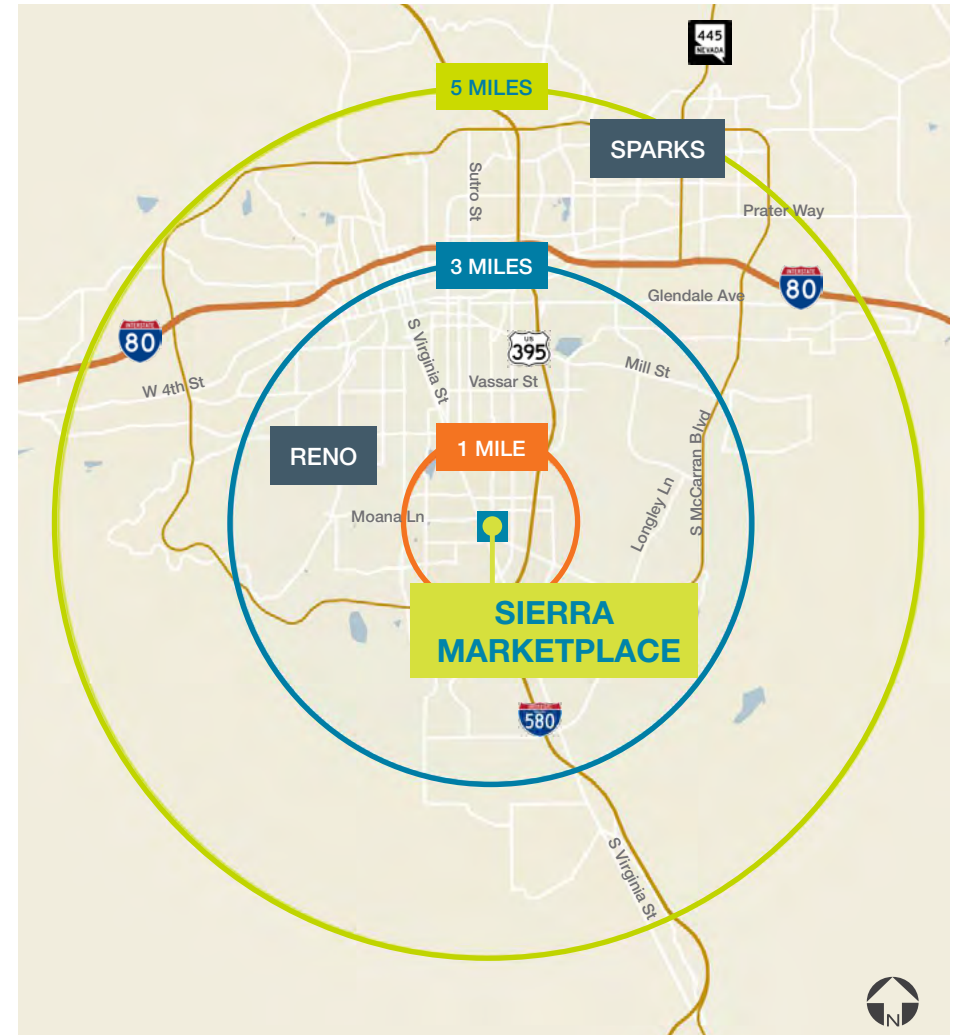 445
NEVADA
5 MILES
SPARKS
Sutro St
Prater Way
3 MILES
INTERSTATE
80
Glendale Ave
INTERSTATE
80
S Virginia St
US
395
Mill St
W 4th St
Vassar St
S McCarran Blvd
RENO
1 MILE
Longley Ln
Moana Ln
SIERRA
MARKETPLACE
580
S Virginia St
N